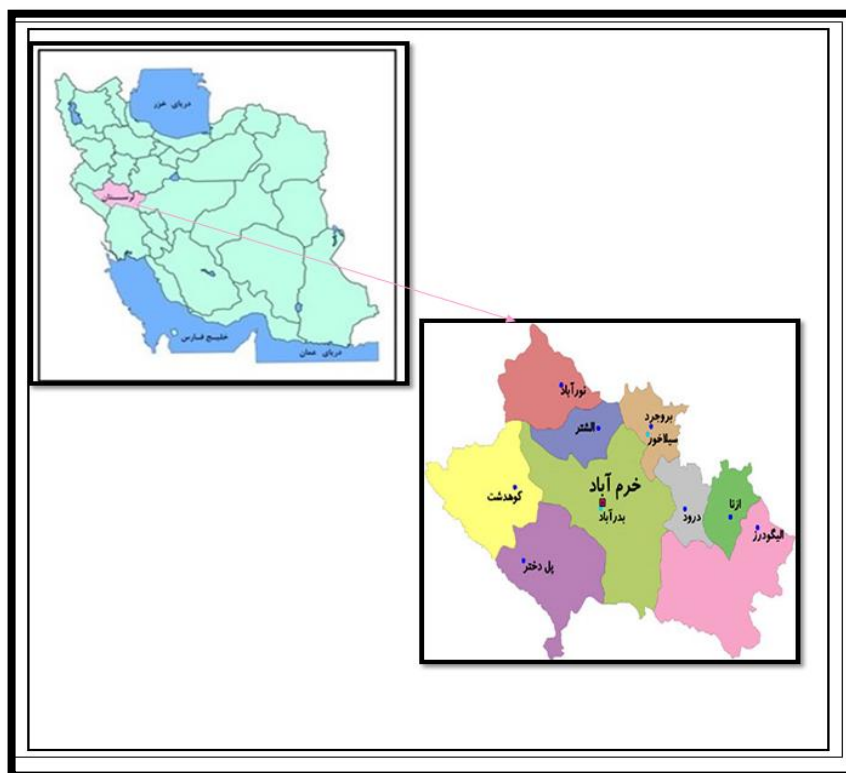 دریای خزر
لرستان
خلیج فارس
دریای عمان
نورآباد
بروجرد
سیلاخور
الشتر
خرم آباد
بدرآباد
کوهدشت
درود
ازنا
الیگودرز
پل دختر